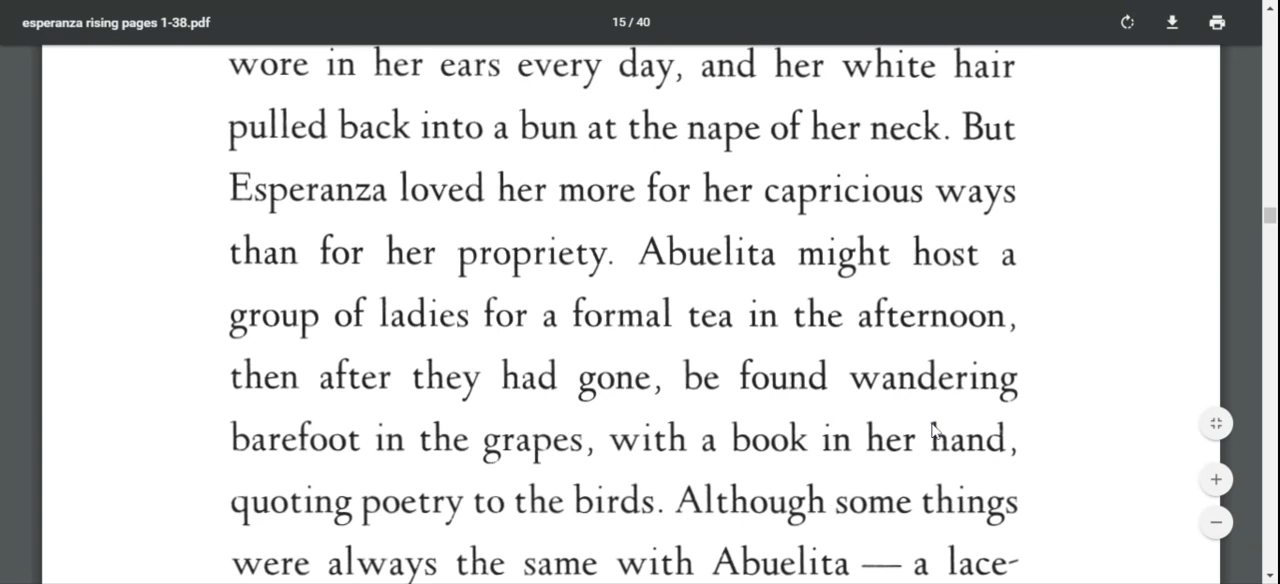 esperanza rising pages 1-38.pdf
15 / 40
wore in her ears every day, and her white hair
pulled back into a bun at the nape of her neck. But
Esperanza loved her more for her capricious ways
than for her propriety. Abuelita might host a
group of ladies for a formal tea in the afternoon,
then after they had gone, be found wandering
barefoot in the grapes, with a book in her hand,
quoting poetry to the birds. Although some things
were always the same with Abuelita — a lace-